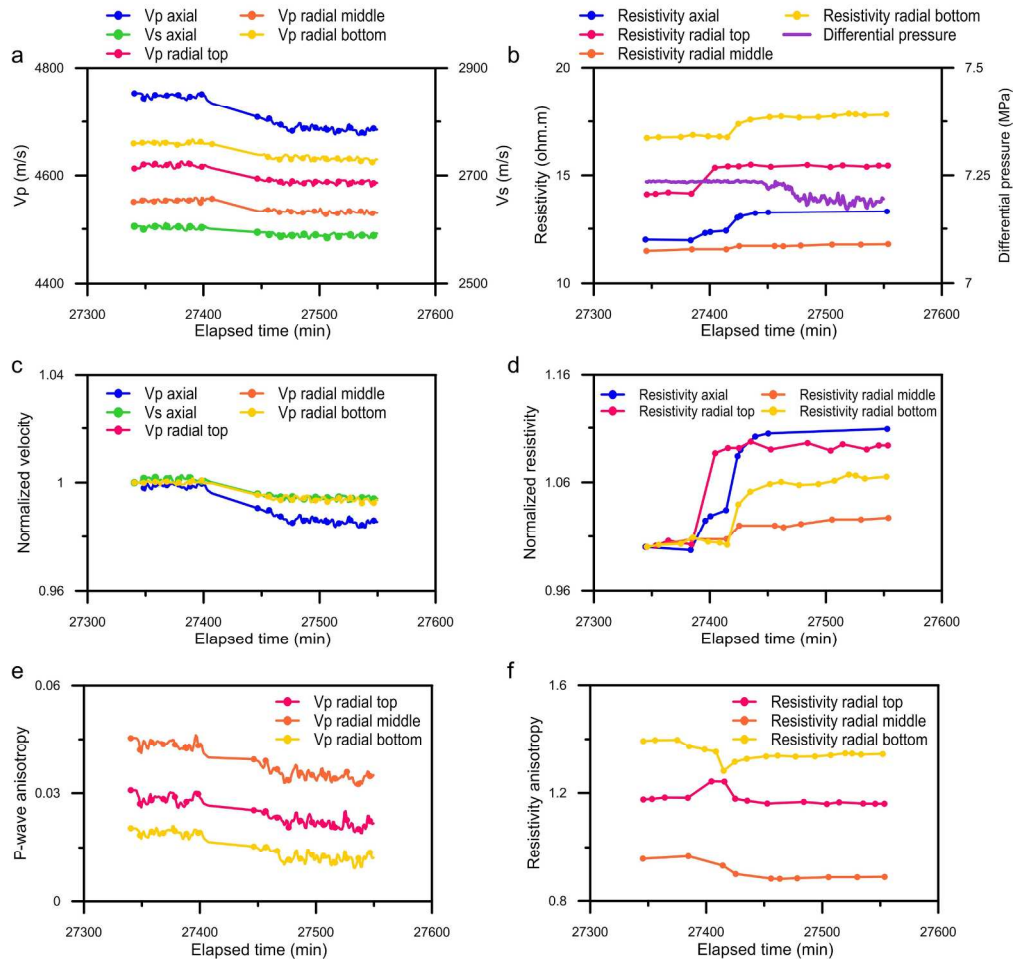 a
Vp axial
Vs axial
Vp radial top
Vp radial middle
Vp radial bottom
4800
4600
4400
Vp (m/s)
2900
2700
2500
Vs (m/s)
27300
27400
27500
27600
Elapsed time (min)
b
Resistivity axial
Resistivity radial top
Resistivity radial middle
Resistivity radial bottom
Differential pressure
20
15
10
Resistivity (ohm.m)
7.5
7.25
7
Differential pressure (MPa)
27300
27400
27500
27600
Elapsed time (min)
c
Vp axial
Vs axial
Vp radial top
Vp radial middle
Vp radial bottom
1.04
1
0.96
Normalized velocity
27300
27400
27500
27600
Elapsed time (min)
d
Resistivity axial
Resistivity radial top
Resistivity radial middle
Resistivity radial bottom
1.16
1.06
0.96
Normalized resistivity
27300
27400
27500
27600
Elapsed time (min)
e
Vp radial top
Vp radial middle
Vp radial bottom
0.06
0.03
0
P-wave anisotropy
27300
27400
27500
27600
Elapsed time (min)
f
Resistivity radial top
Resistivity radial middle
Resistivity radial bottom
1.6
1.2
0.8
Resistivity anisotropy
27300
27400
27500
27600
Elapsed time (min)